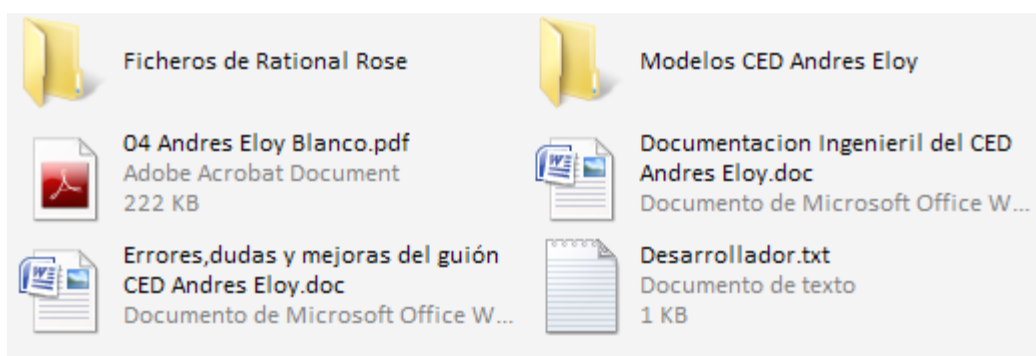 Ficheros de Rational Rose
Modelos CED Andres Eloy
04 Andres Eloy Blanco.pdf
Adobe Acrobat Document
222 KB
Documentacion Ingenieril del CED
Andres Eloy.doc
Documento de Microsoft Office W...
Errores,dudas y mejoras del guión
CED Andres Eloy.doc
Documento de Microsoft Office W...
Desarrollador.txt
Documento de texto
1 KB